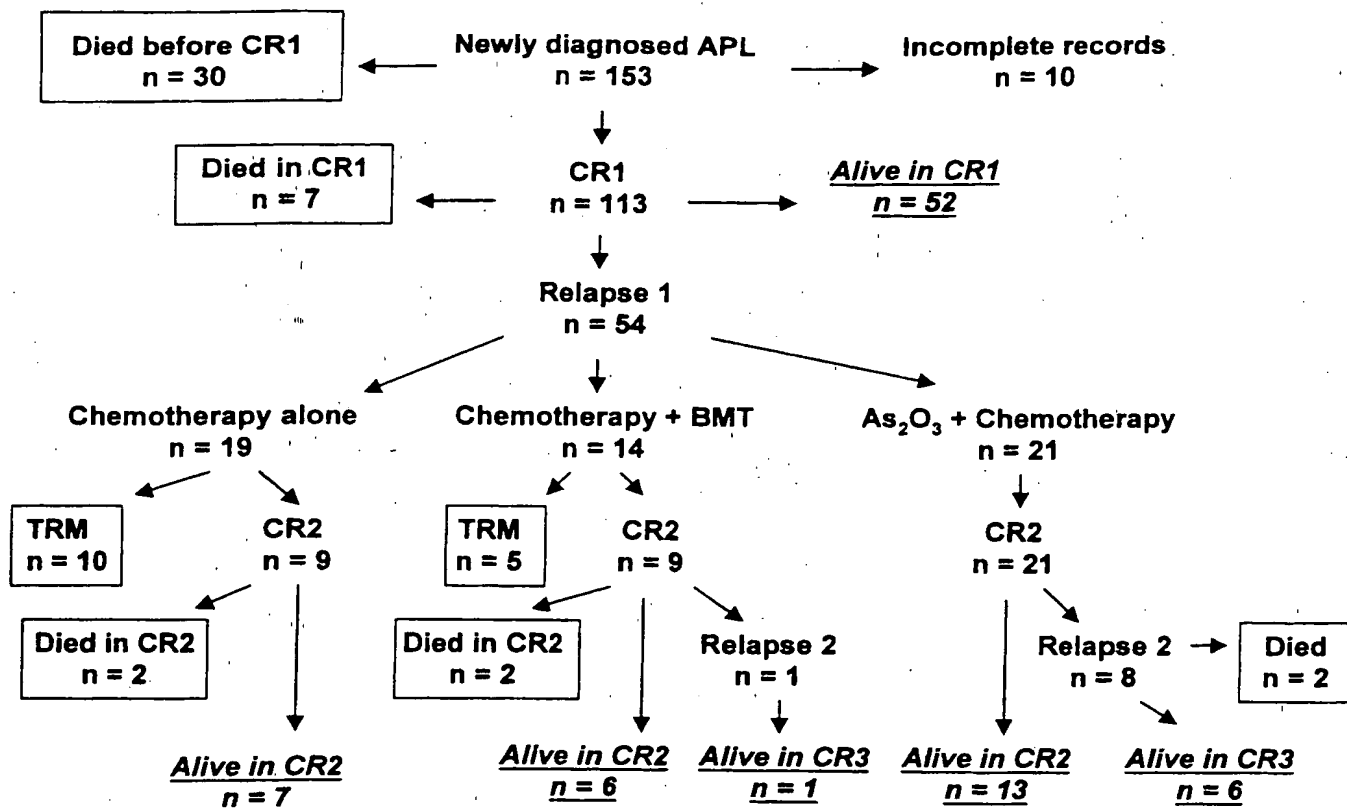 Died before CR1
n = 30
Newly diagnosed APL
n = 153
Incomplete records
n = 10
Died in CR1
n = 7
CR1
n = 113
Alive in CR1
n = 52
Relapse 1
n = 54
Chemotherapy alone
n = 19
Chemotherapy + BMT
n = 14
As₂O₃ + Chemotherapy
n = 21
TRM
n = 10
CR2
n = 9
TRM
n = 5
CR2
n = 9
CR2
n = 21
Died in CR2
n = 2
Died in CR2
n = 2
Relapse 2
n = 1
Relapse 2
n = 8
Died
n = 2
Alive in CR2
n = 7
Alive in CR2
n = 6
Alive in CR3
n = 1
Alive in CR2
n = 13
Alive in CR3
n = 6